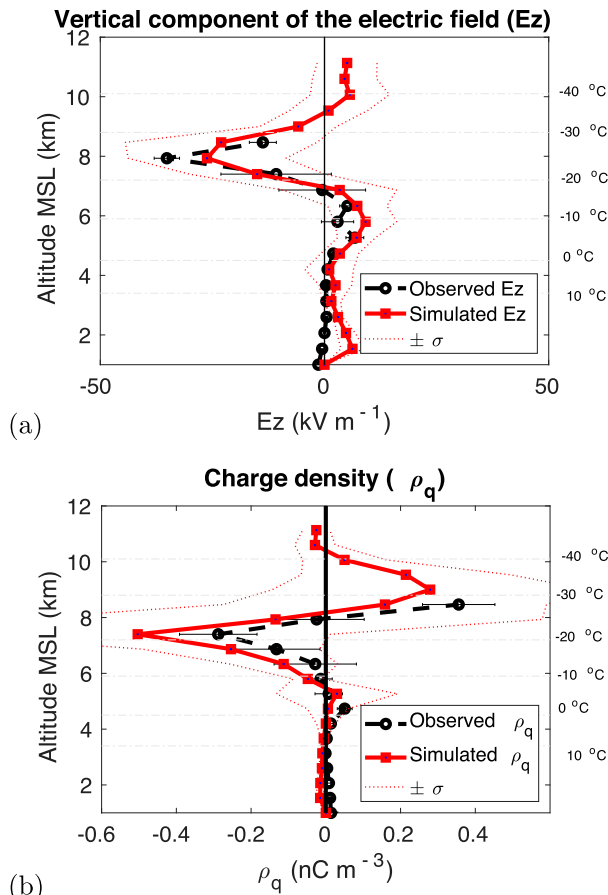 Vertical component of the electric field (Ez)
12
10
8
6
4
2
Altitude MSL (km)
-40 °C
-30 °C
-20 °C
-10 °C
0 °C
10 °C
Observed Ez
Simulated Ez
± σ
-50 0 50
Ez (kV m⁻¹)
(a)
Charge density ( ρq)
12
10
8
6
4
2
Altitude MSL (km)
-40 °C
-30 °C
-20 °C
-10 °C
0 °C
10 °C
Observed ρq
Simulated ρq
± σ
-0.6 -0.4 -0.2 0 0.2 0.4
ρq (nC m⁻³)
(b)